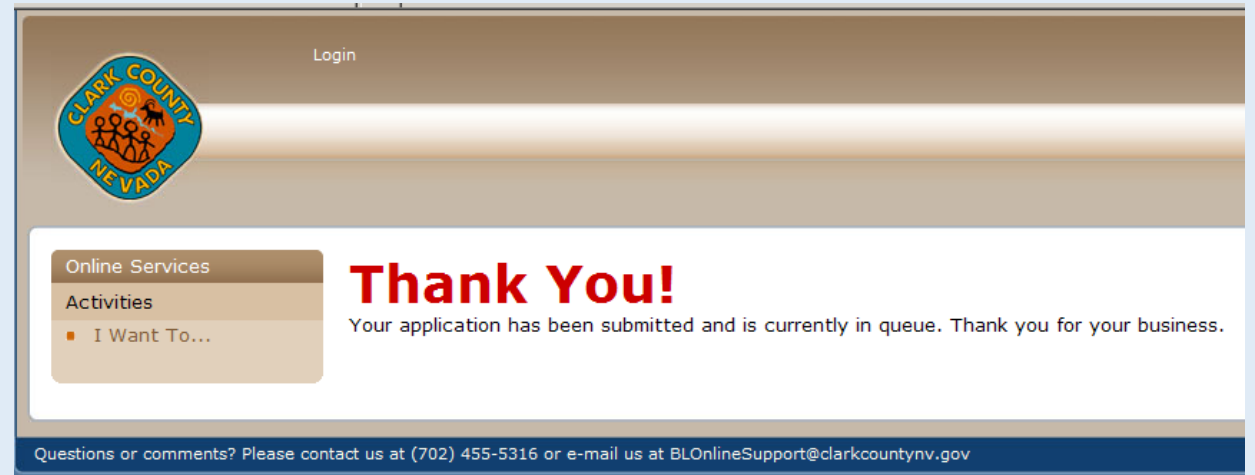 Login
CLARK COUNTY
NEVADA
Online Services
Activities
I Want To...
Thank You!
Your application has been submitted and is currently in queue. Thank you for your business.
Questions or comments? Please contact us at (702) 455-5316 or e-mail us at BLOnlineSupport@clarkcountynv.gov